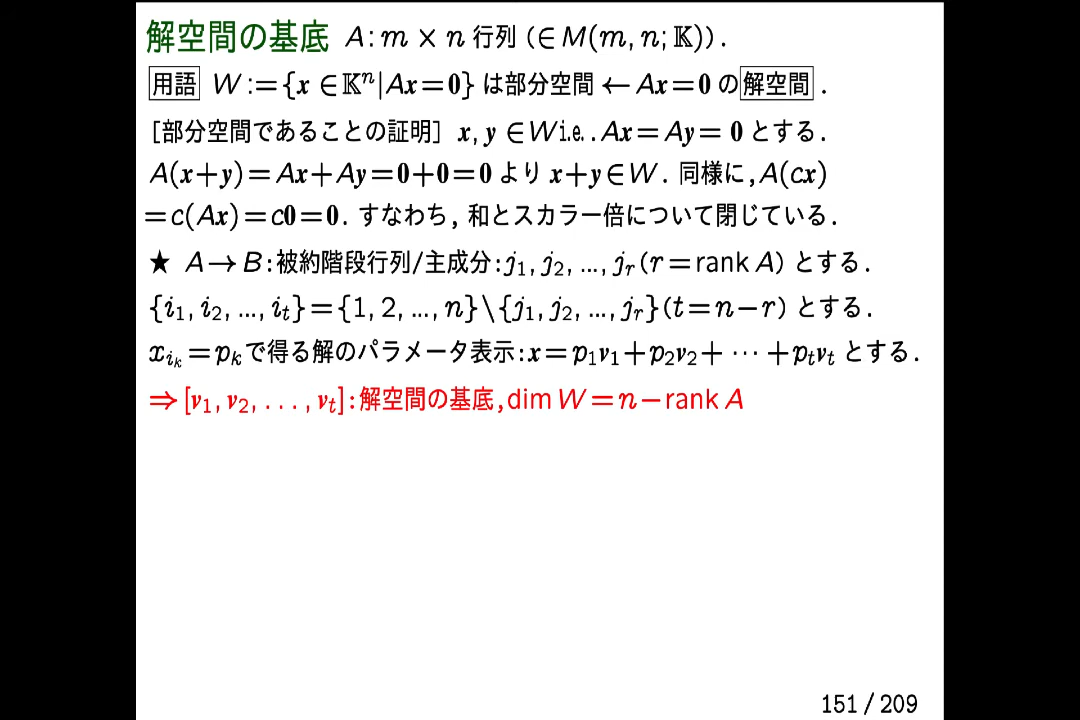 解空間の基底 A:m × n 行列 (∈M(m, n; 𝕂)).
用語 W:={x ∈𝕂ⁿ|Ax=0} は部分空間 ← Ax=0 の解空間 .
[部分空間であることの証明] x, y ∈W i.e. Ax=Ay= 0 とする.
A(x+y)=Ax+Ay=0+0=0 より x+y∈W. 同様に,A(cx)
=c(Ax)=c0=0. すなわち, 和とスカラー倍について閉じている.
★ A→B:被約階段行列/主成分:j₁, j₂, ..., jᵣ(r=rank A) とする.
{i₁, i₂, ..., iₜ}={1, 2, ..., n}\{j₁, j₂, ..., jᵣ}(t=n−r) とする.
x_{i_k}=p_kで得る解のパラメータ表示:x=p₁v₁+p₂v₂+ ⋯ +pₜvₜ とする.
⇒[v₁, v₂, . . . , vₜ]:解空間の基底,dim W=n−rank A
151 / 209